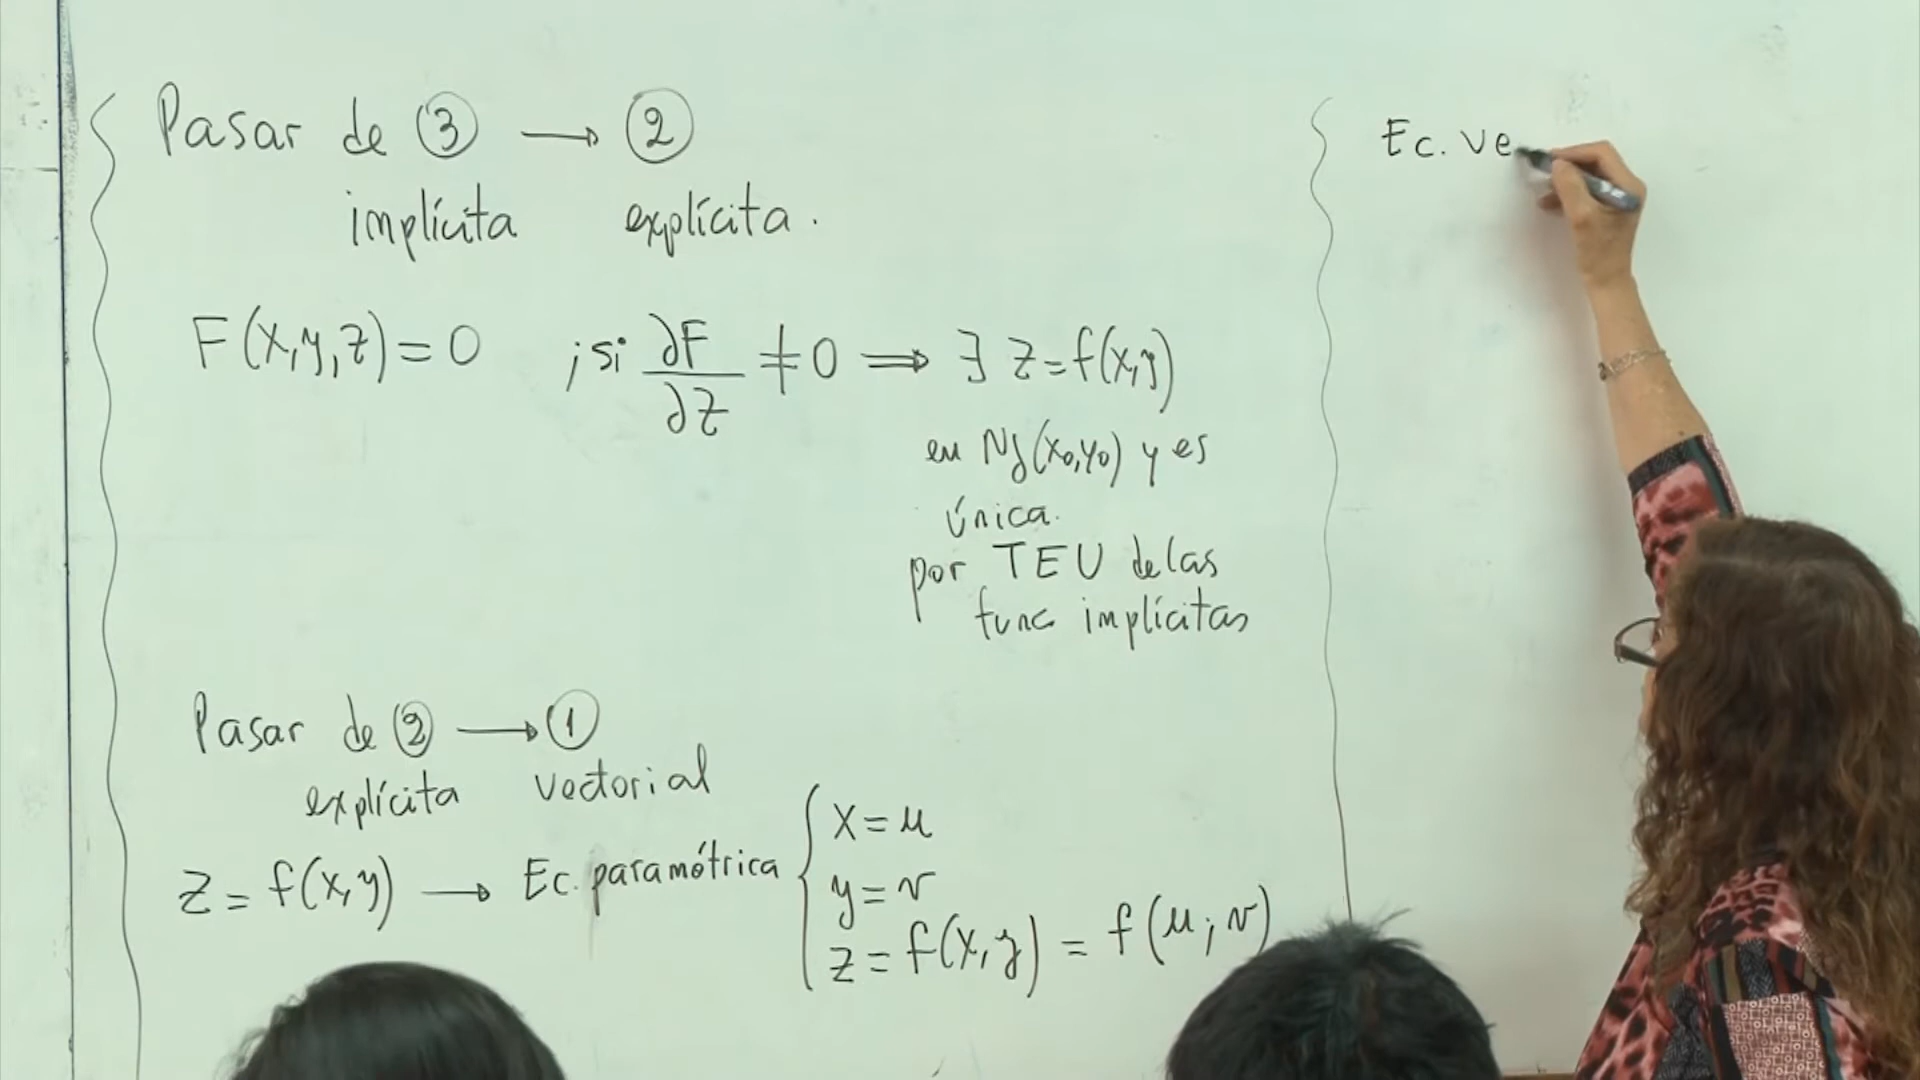 Pasar de ③ → ②
implícita explícita.
F(x,y,z)=0 ; si ∂F/∂z ≠ 0 ⟹ ∃ z=f(x,y)
en Nδ(x₀,y₀) y es
única.
por TEU de las
func implícitas
Pasar de ② → ①
explícita vectorial
z = f(x,y) → Ec. paramétrica { x = u
y = v
z = f(x,y) = f(u;v)
Ec. ve